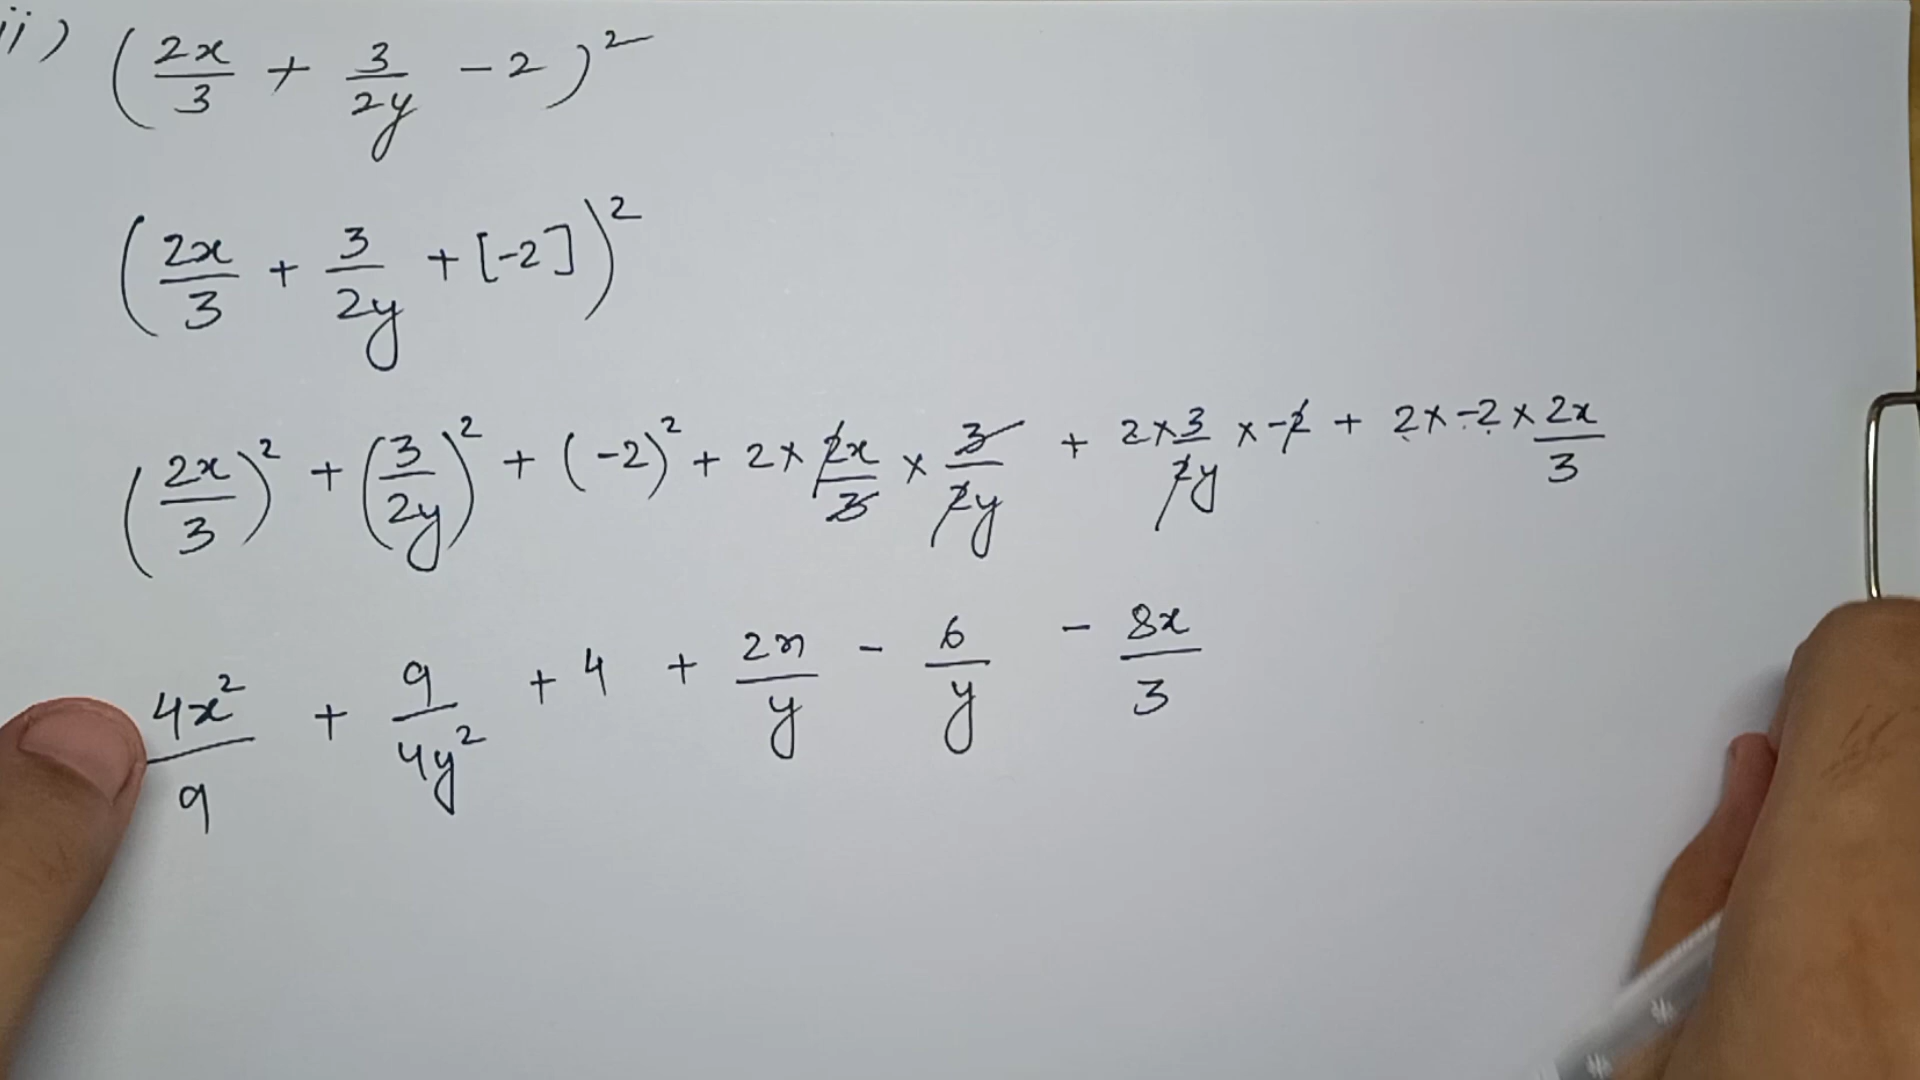 ii) (2x/3 + 3/2y - 2)²
(2x/3 + 3/2y + [-2])²
(2x/3)² + (3/2y)² + (-2)² + 2 × 2x/3 × 3/2y + 2 × 3/2y × -2 + 2 × -2 × 2x/3
4x²/9 + 9/4y² + 4 + 2x/y - 6/y - 8x/3